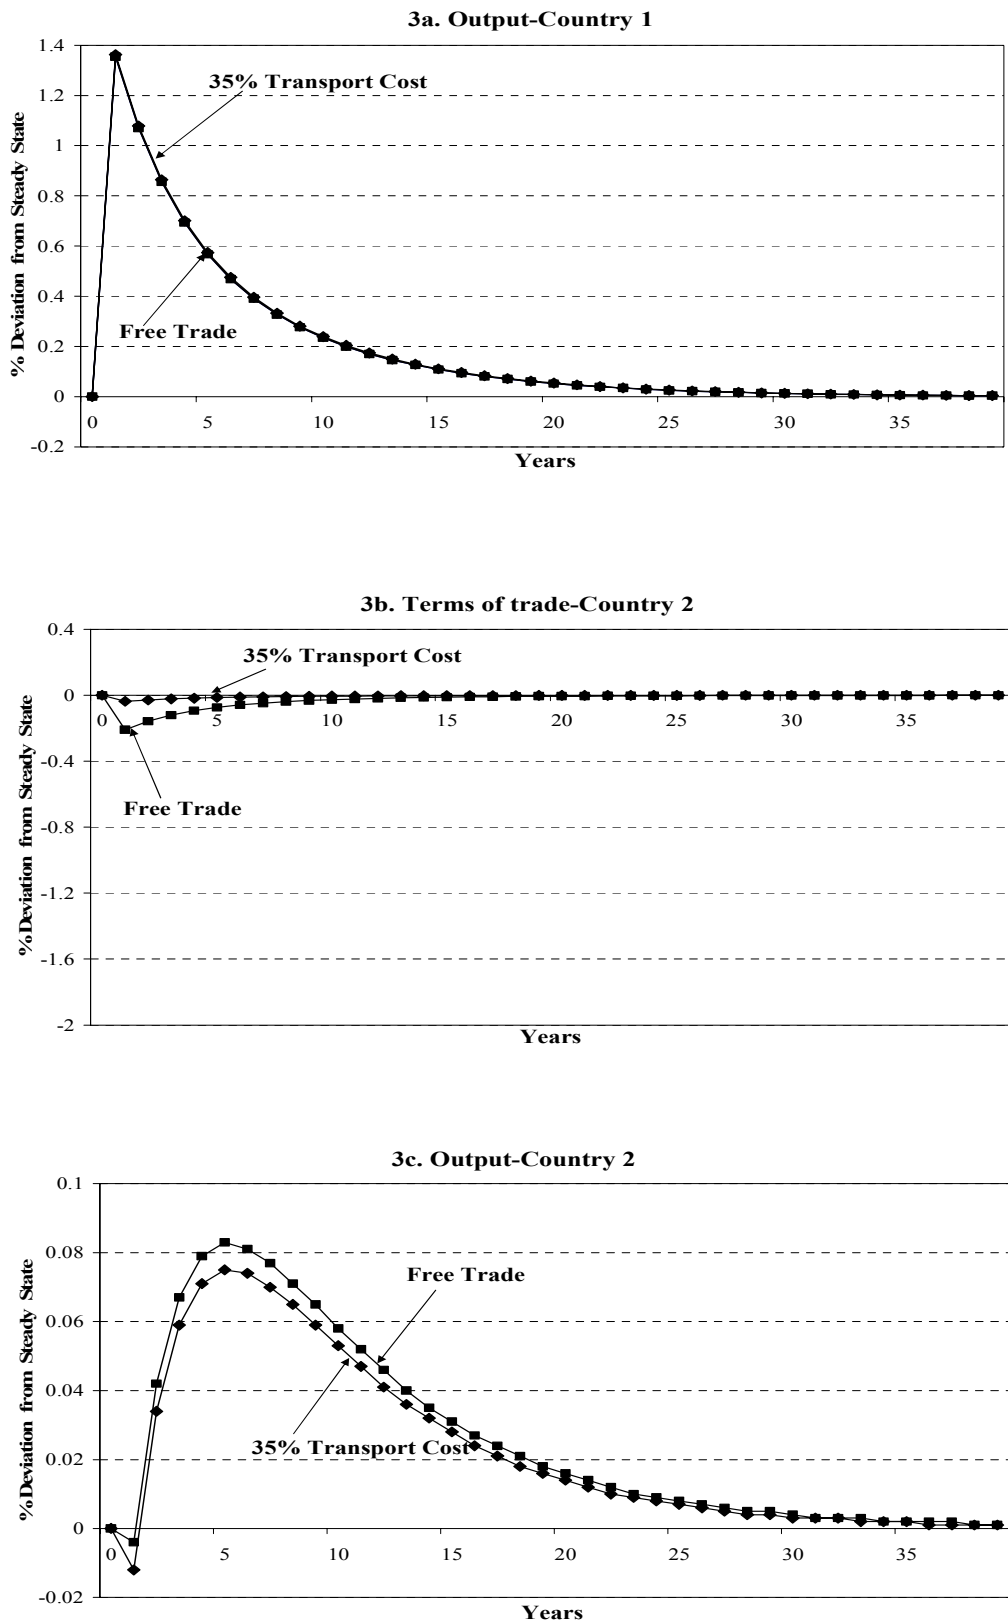 3a. Output-Country 1
% Deviation from Steady State
1.4
1.2
1
0.8
0.6
0.4
0.2
0
-0.2
35% Transport Cost
Free Trade
0 5 10 15 20 25 30 35
Years
3b. Terms of trade-Country 2
%Deviation from Steady State
0.4
0
-0.4
-0.8
-1.2
-1.6
-2
35% Transport Cost
0 5 10 15 20 25 30 35
Free Trade
Years
3c. Output-Country 2
%Deviation from Steady State
0.1
0.08
0.06
0.04
0.02
0
-0.02
Free Trade
35% Transport Cost
0 5 10 15 20 25 30 35
Years